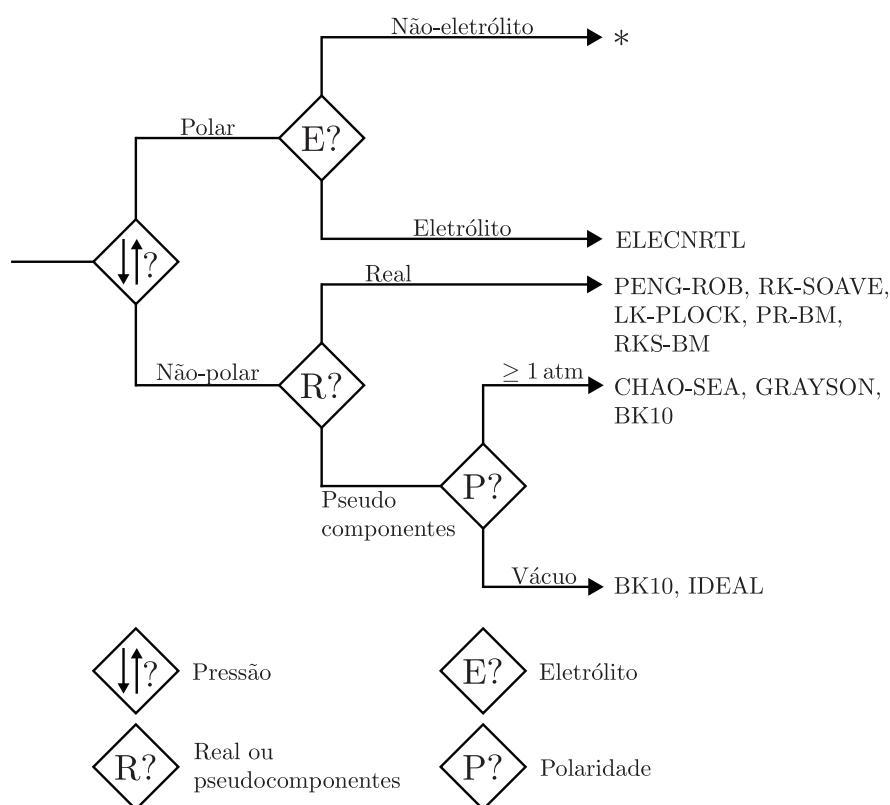 Não-eletrólito
*
Polar
E?
Eletrólito
ELECNRTL
?
Real
PENG-ROB, RK-SOAVE,
LK-PLOCK, PR-BM,
RKS-BM
Não-polar
R?
≥ 1 atm
CHAO-SEA, GRAYSON,
BK10
P?
Pseudo
componentes
Vácuo
BK10, IDEAL
?
Pressão
E?
Eletrólito
R?
Real ou
pseudocomponentes
P?
Polaridade